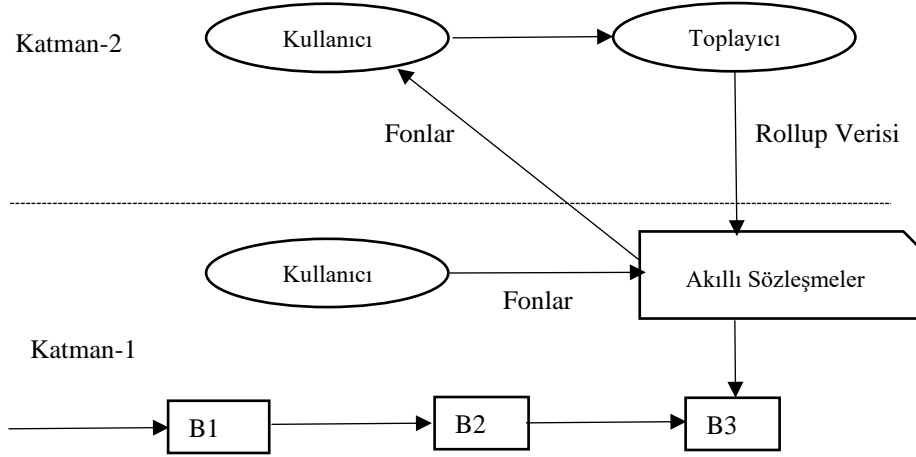 Katman-2
Kullanıcı
Toplayıcı
Fonlar
Rollup Verisi
Kullanıcı
Fonlar
Akıllı Sözleşmeler
Katman-1
B1
B2
B3